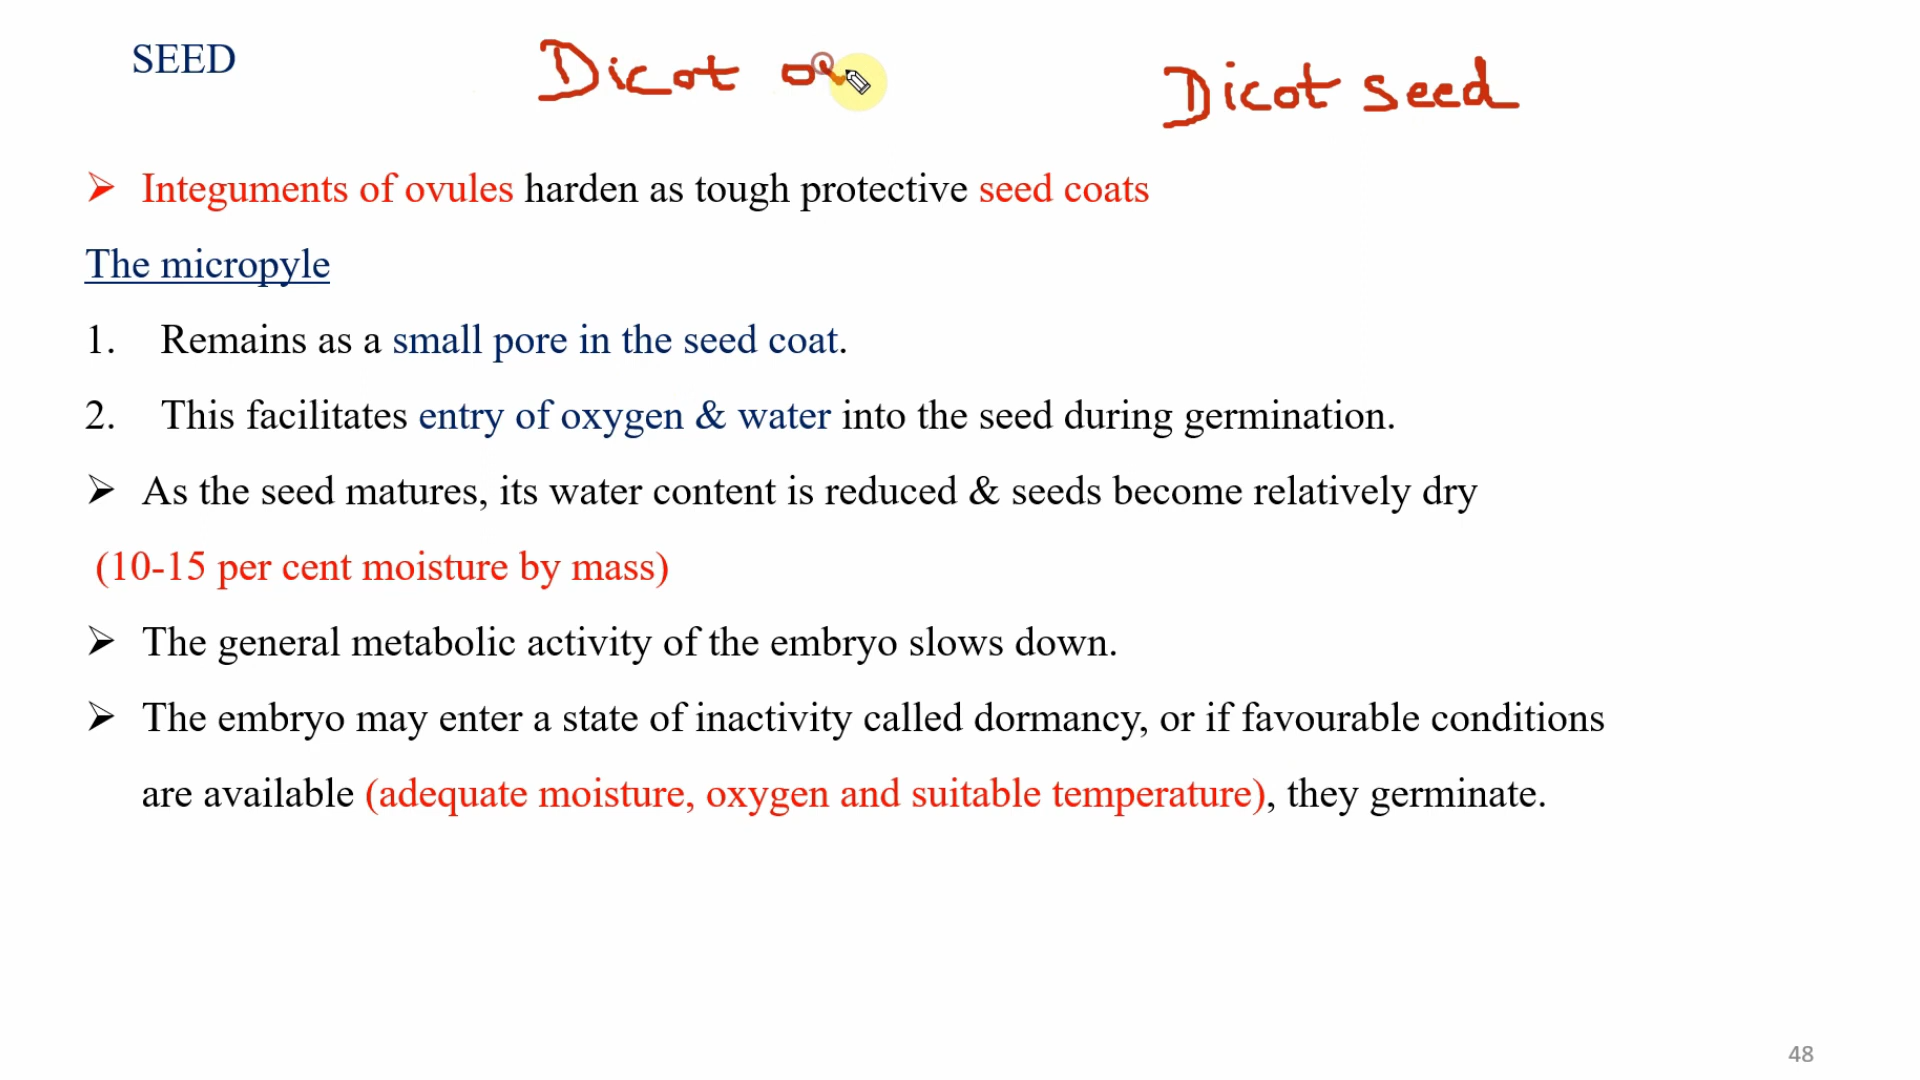 SEED
Dicot
Dicot seed
➢ Integuments of ovules harden as tough protective seed coats
The micropyle
1. Remains as a small pore in the seed coat.
2. This facilitates entry of oxygen & water into the seed during germination.
➢ As the seed matures, its water content is reduced & seeds become relatively dry
(10-15 per cent moisture by mass)
➢ The general metabolic activity of the embryo slows down.
➢ The embryo may enter a state of inactivity called dormancy, or if favourable conditions
are available (adequate moisture, oxygen and suitable temperature), they germinate.
48